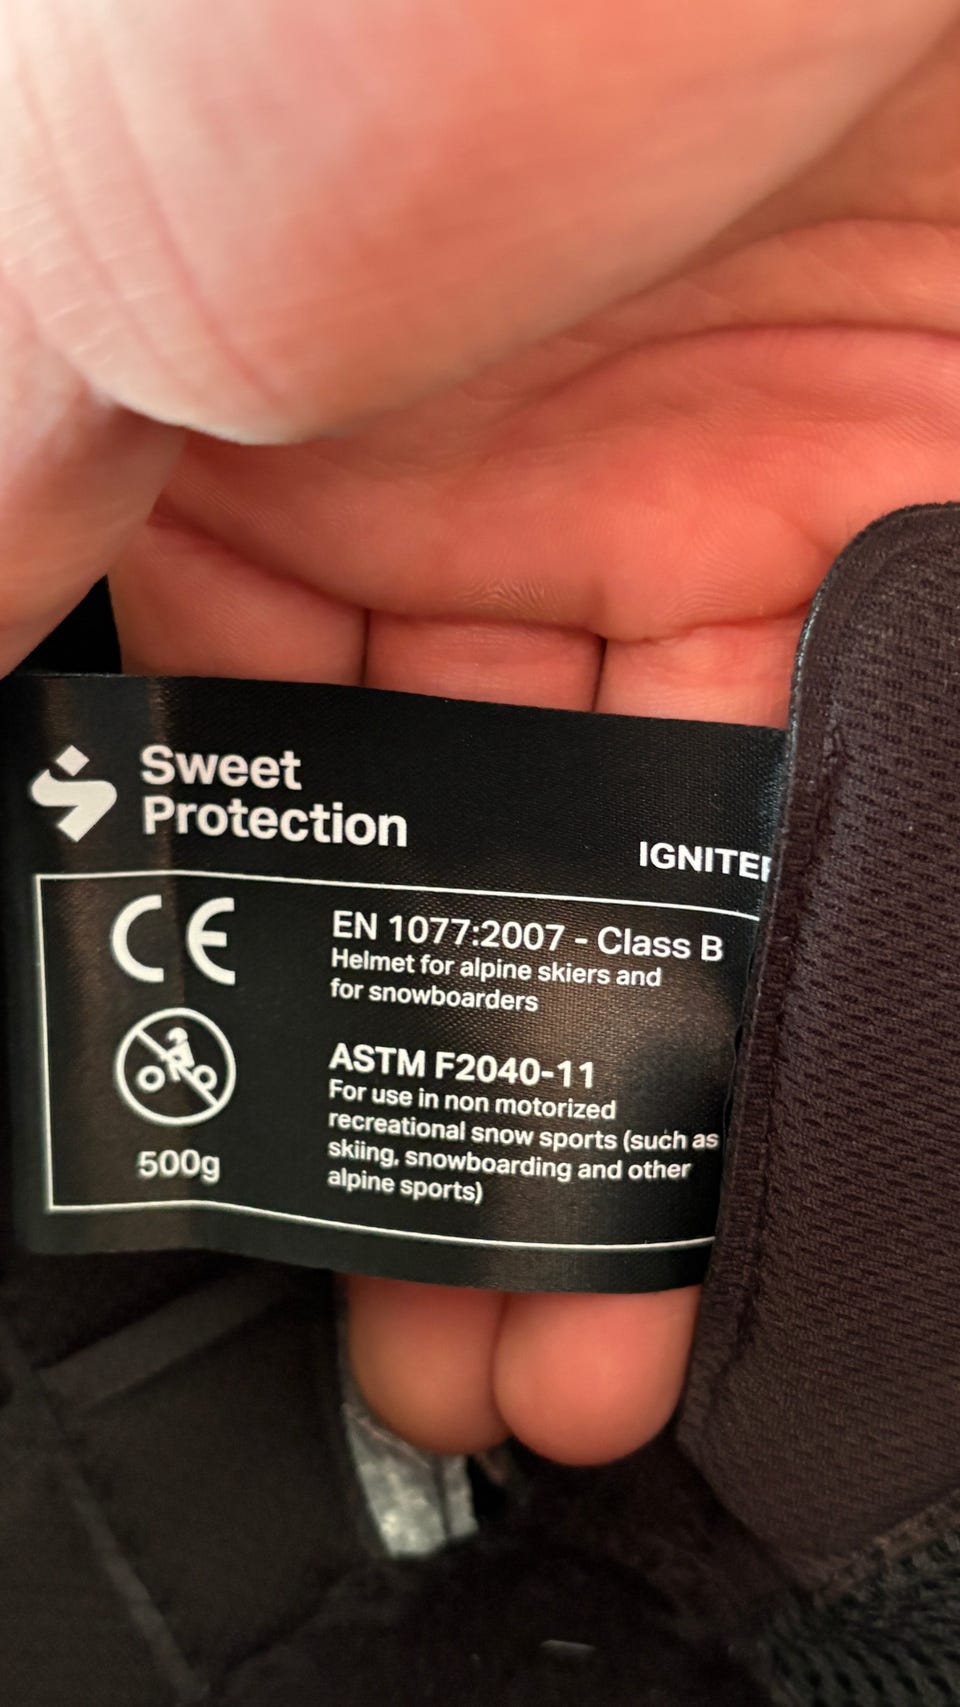 Sweet
Protection
IGNITER
CE
EN 1077:2007 - Class B
Helmet for alpine skiers and
for snowboarders
ASTM F2040-11
For use in non motorized
recreational snow sports (such as
skiing, snowboarding and other
alpine sports)
500g